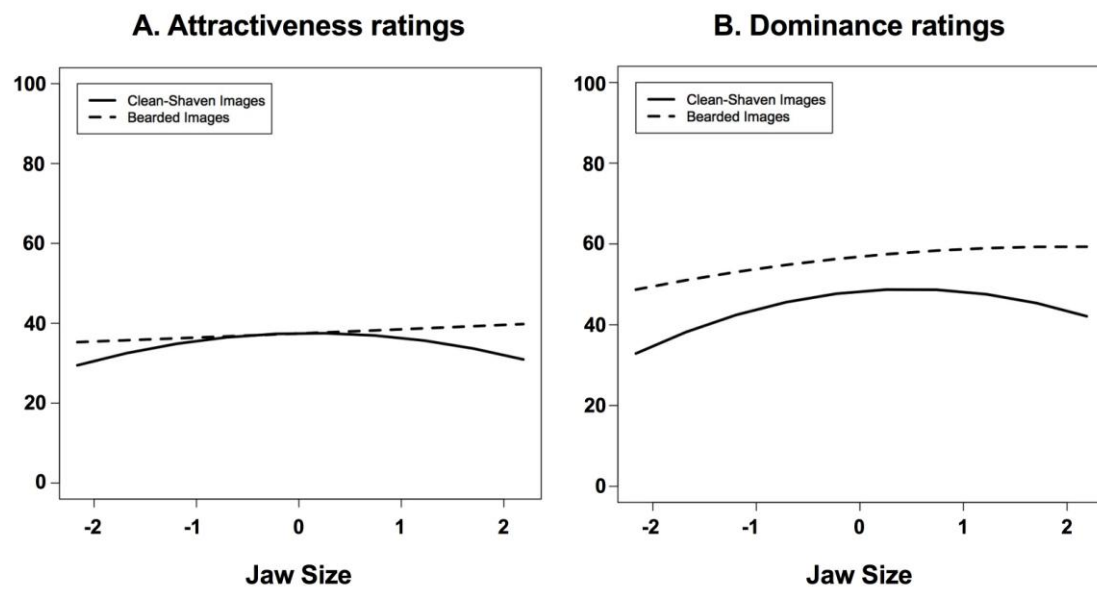 A. Attractiveness ratings
100
80
60
40
20
0
Clean-Shaven Images
Bearded Images
-2 -1 0 1 2
Jaw Size
B. Dominance ratings
100
80
60
40
20
0
Clean-Shaven Images
Bearded Images
-2 -1 0 1 2
Jaw Size